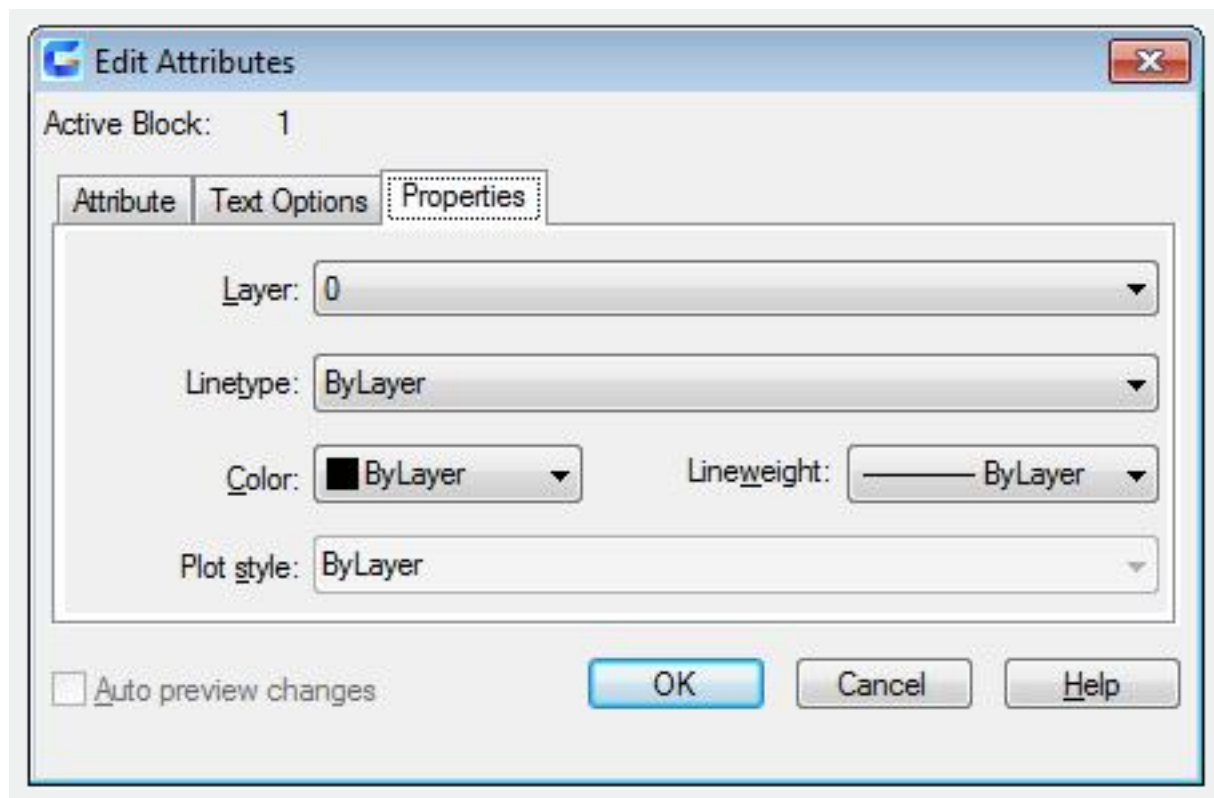 Edit Attributes
Active Block: 1
Attribute Text Options Properties
Layer: 0
Linetype: ByLayer
Color: ByLayer Lineweight: ByLayer
Plot style: ByLayer
Auto preview changes OK Cancel Help